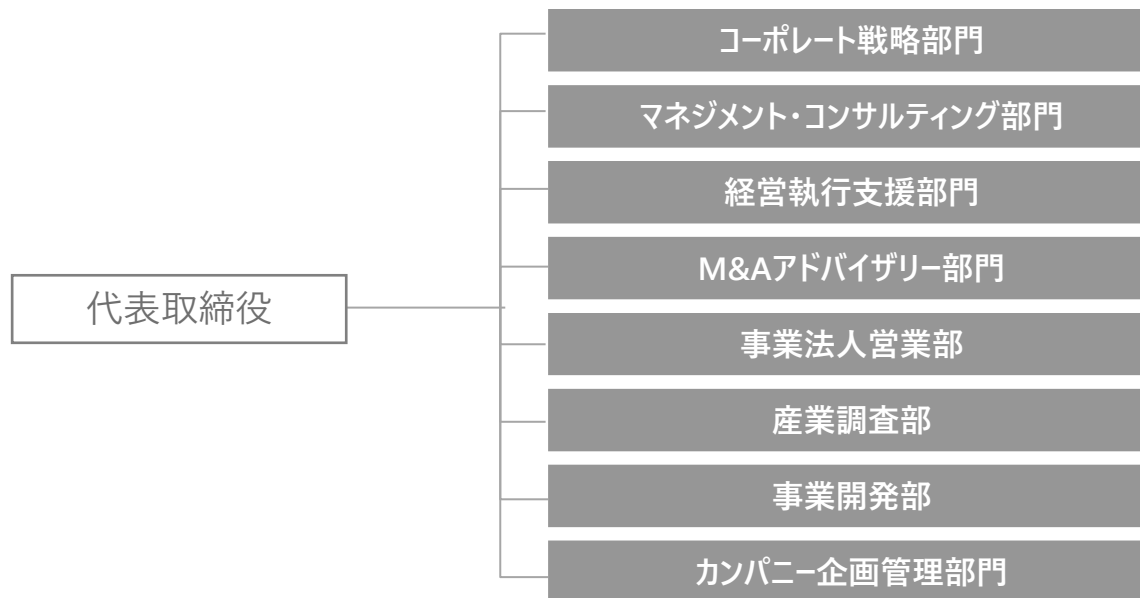 コーポレート戦略部門
マネジメント・コンサルティング部門
経営執行支援部門
M&Aアドバイザリー部門
代表取締役
事業法人営業部
産業調査部
事業開発部
カンパニー企画管理部門